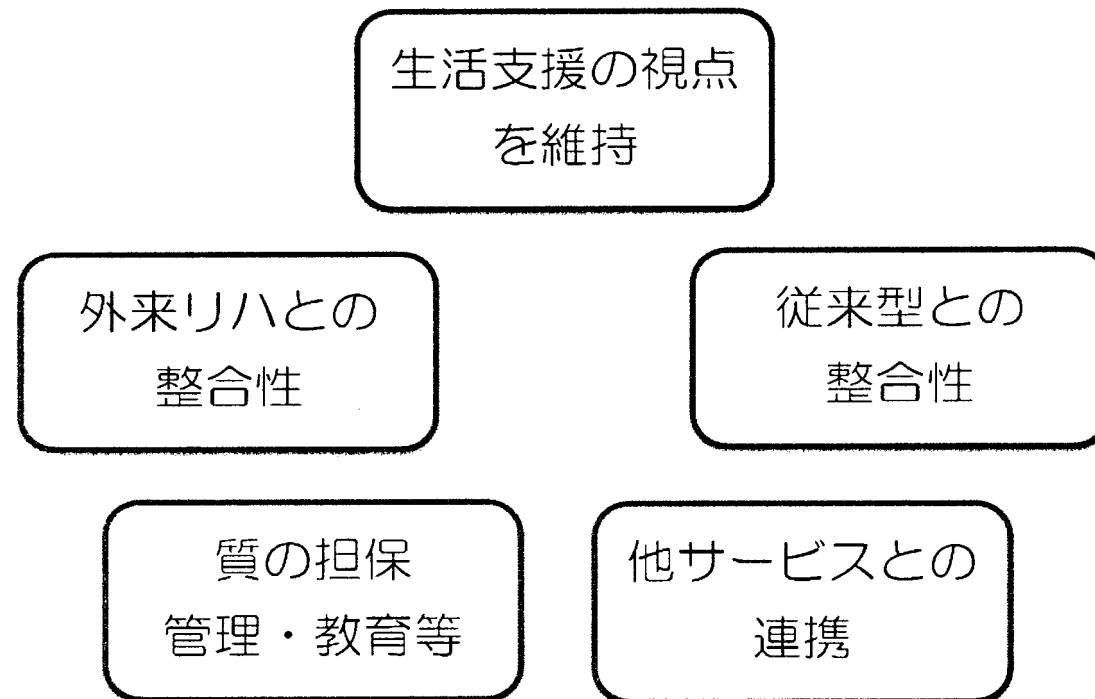 生活支援の視点
を維持
外来リハとの
整合性
従来型との
整合性
質の担保
管理・教育等
他サービスとの
連携